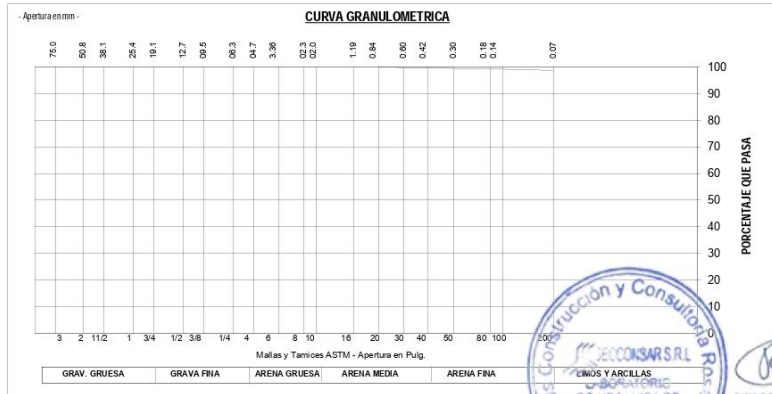 - Apertura en mm -
CURVA GRANULOMETRICA
75.0 50.8 38.1 25.4 19.1 12.7 09.5 06.3 04.7 3.36 02.3 02.0 1.19 0.84 0.60 0.42 0.30 0.18 0.14 0.07
100
90
80
70
60
50
40
30
20
10
0
PORCENTAJE QUE PASA
3 2 11/2 1 3/4 1/2 3/8 1/4 4 6 8 10 16 20 30 40 50 80 100 200
Mallas y Tamices ASTM - Apertura en Pulg.
GRAV. GRUESA GRAVA FINA ARENA GRUESA ARENA MEDIA ARENA FINA LIMOS Y ARCILLAS
Construcción y Consultoria
SECCONSAR S.R.L
LABORATORIO